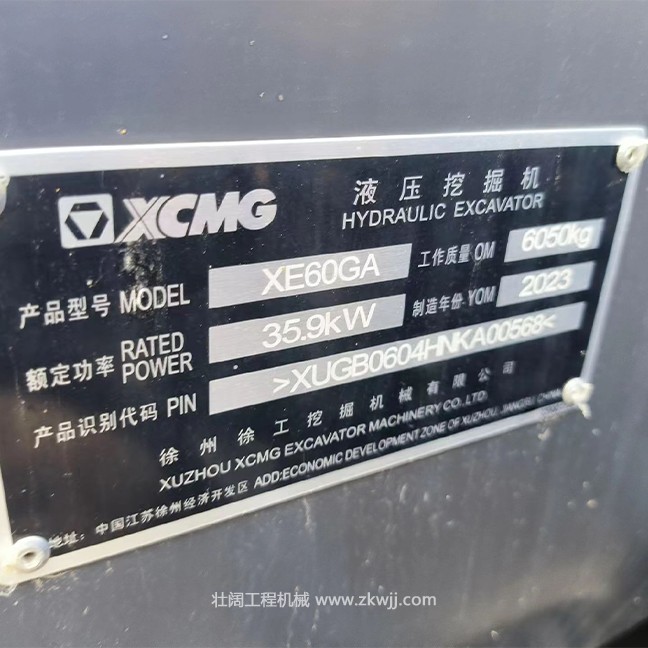 XCMG
液压挖掘机
HYDRAULIC EXCAVATOR
产品型号 MODEL XE60GA 工作质量 OM 6050kg
额定功率 RATED POWER 35.9kW 制造年份 YOM 2023
产品识别代码 PIN >XUGB0604HNKA00568<
徐州徐工挖掘机械有限公司
XUZHOU XCMG EXCAVATOR MACHINERY CO.,LTD.
地址:中国江苏徐州经济开发区 ADD:ECONOMIC DEVELOPMENT ZONE OF XUZHOU, JIANGSU CHINA
壮阔工程机械 www.zkwjj.com